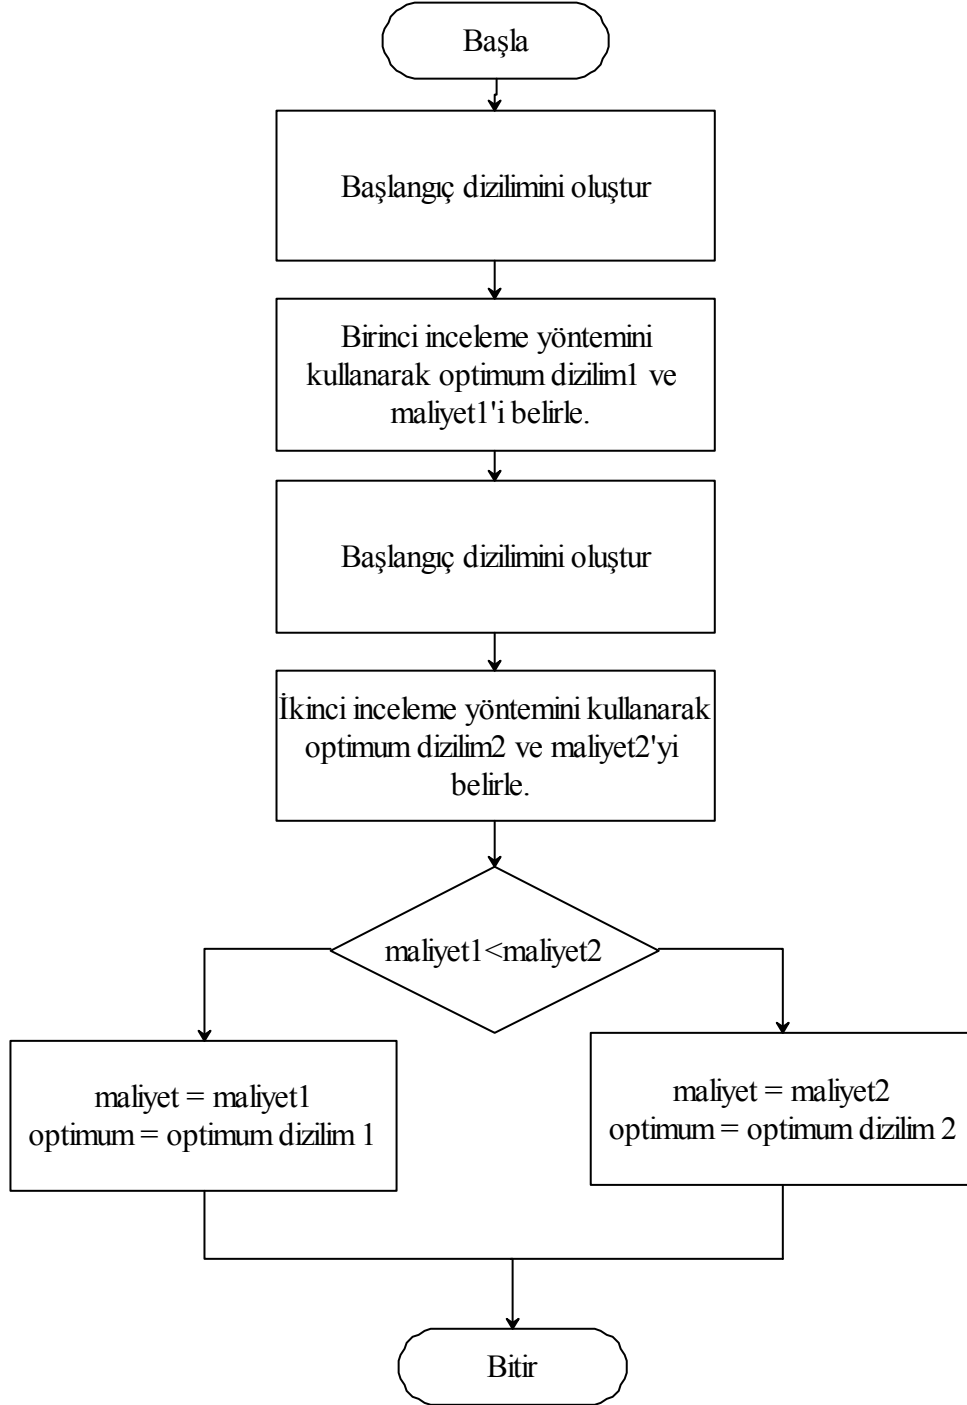 Başla
Başlangıç dizilimini oluştur
Birinci inceleme yöntemini
kullanarak optimum dizilim1 ve
maliyet1'i belirle.
Başlangıç dizilimini oluştur
İkinci inceleme yöntemini kullanarak
optimum dizilim2 ve maliyet2'yi
belirle.
maliyet1<maliyet2
maliyet = maliyet1
optimum = optimum dizilim 1
maliyet = maliyet2
optimum = optimum dizilim 2
Bitir